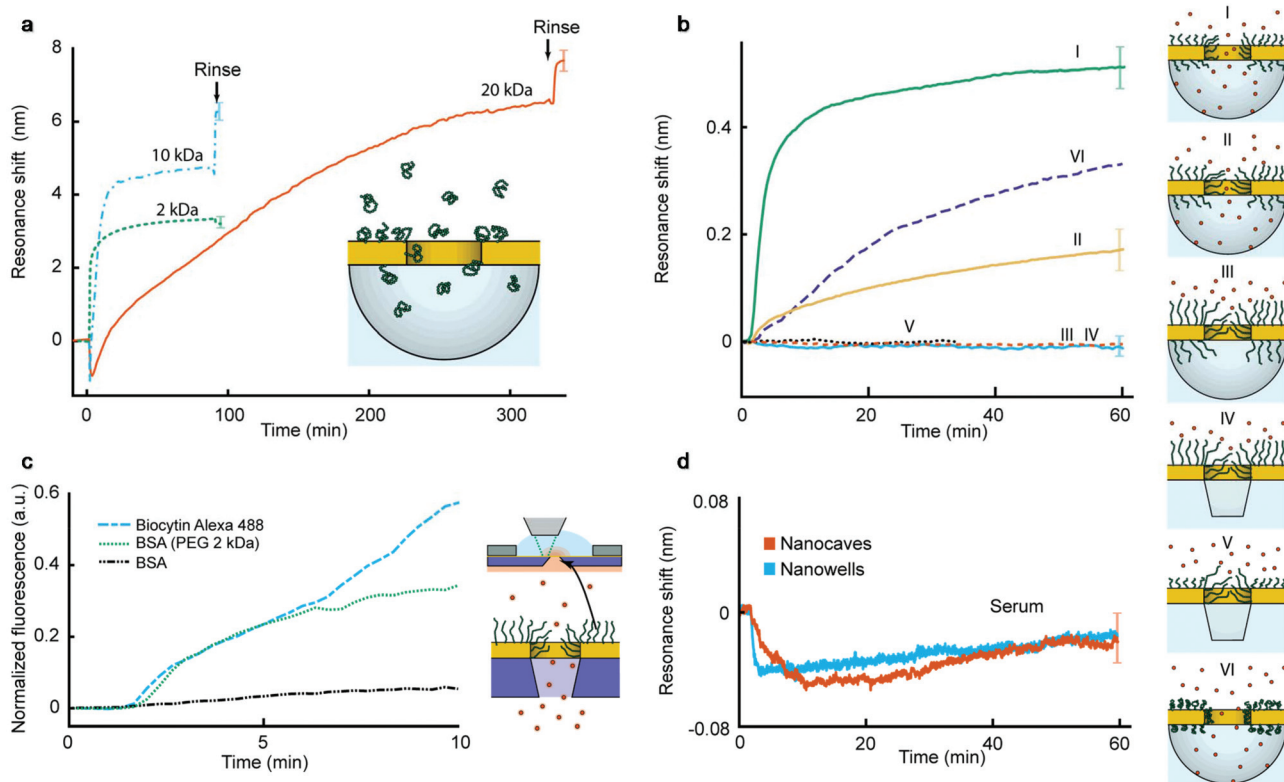 a
8
6
4
2
0
Resonance shift (nm)
Rinse
Rinse
10 kDa
2 kDa
20 kDa
0
100
200
300
Time (min)
b
0.4
0.2
0
Resonance shift (nm)
I
VI
II
V
III IV
0
20
40
60
Time (min)
I
II
III
IV
V
VI
c
0.6
0.4
0.2
0
Normalized fluorescence (a.u.)
Biocytin Alexa 488
BSA (PEG 2 kDa)
BSA
0
5
10
Time (min)
d
0.08
0
-0.08
Resonance shift (nm)
Nanocaves
Nanowells
Serum
0
20
40
60
Time (min)